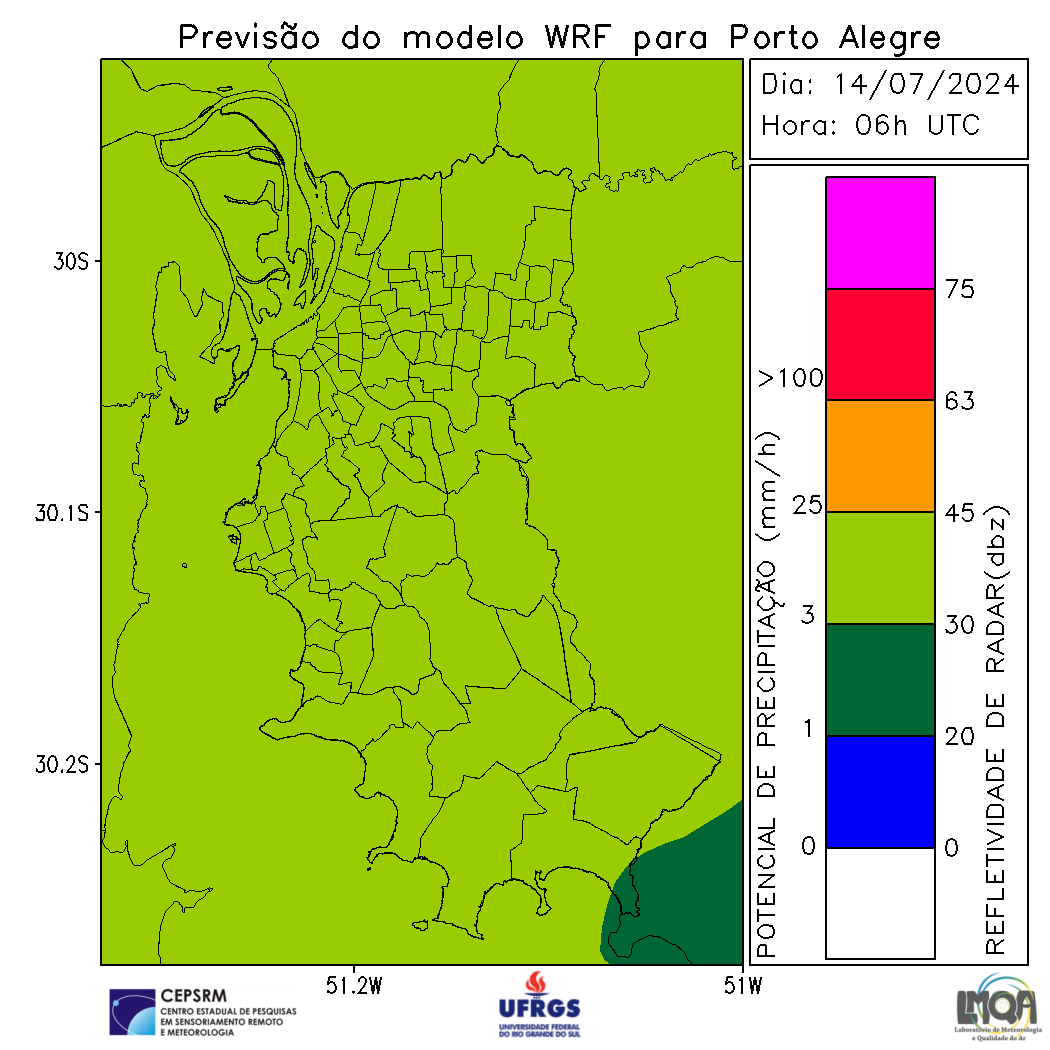 Previsão do modelo WRF para Porto Alegre
Dia: 14/07/2024
Hora: 06h UTC
30S
30.1S
30.2S
51.2W
51W
POTENCIAL DE PRECIPITAÇÃO (mm/h)
>100
25
3
1
0
75
63
45
30
20
0
REFLETIVIDADE DE RADAR(dbz)
CEPSRM
CENTRO ESTADUAL DE PESQUISAS
EM SENSORIAMENTO REMOTO
E METEOROLOGIA
UFRGS
UNIVERSIDADE FEDERAL
DO RIO GRANDE DO SUL
LMQA
Laboratório de Meteorologia
e Qualidade do Ar